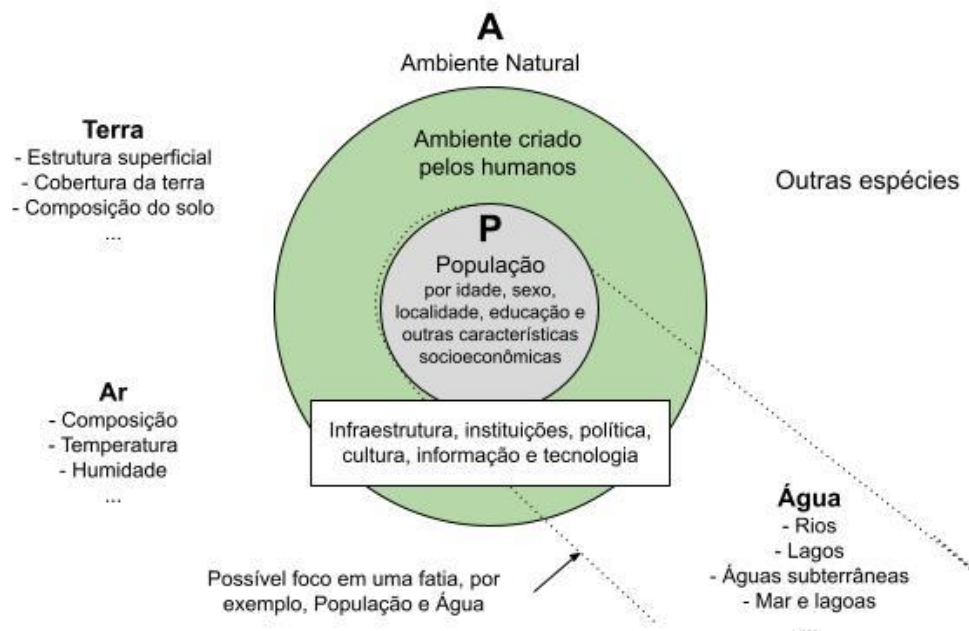 A
Ambiente Natural
Terra
- Estrutura superficial
- Cobertura da terra
- Composição do solo
...
Ambiente criado
pelos humanos
Outras espécies
P
População
por idade, sexo,
localidade, educação e
outras características
socioeconômicas
Ar
- Composição
- Temperatura
- Humidade
...
Infraestrutura, instituições, política,
cultura, informação e tecnologia
Água
- Rios
- Lagos
- Águas subterrâneas
- Mar e lagoas
...
Possível foco em uma fatia, por
exemplo, População e Água